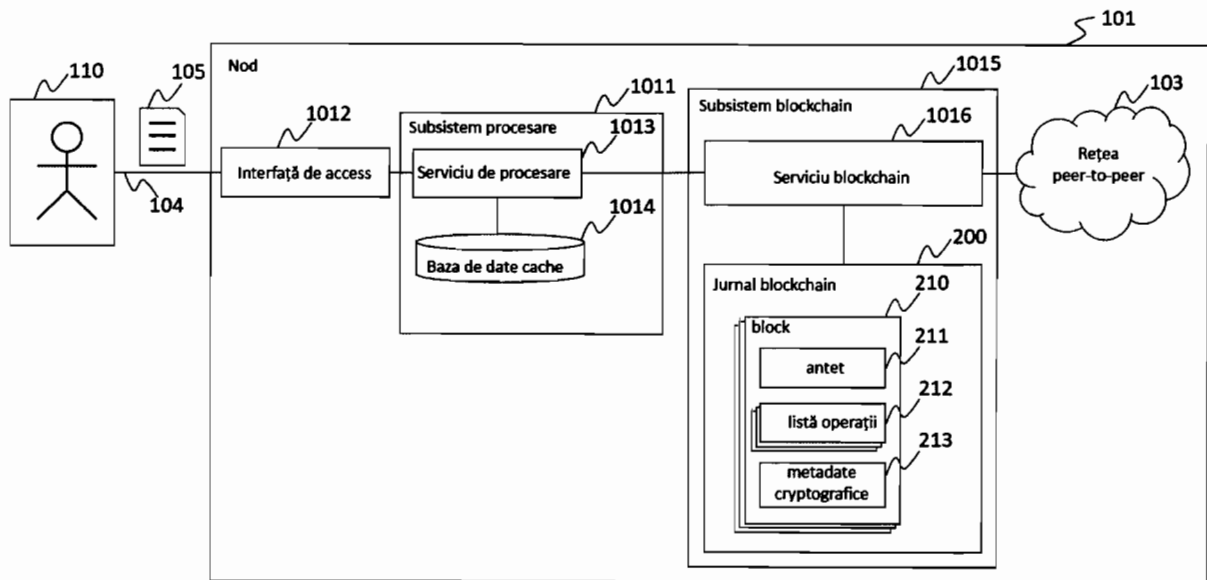 101
Nod
110
105
1015
1011
103
1012
Subsistem procesare
1013
Subsistem blockchain
1016
Interfață de access
Serviciu de procesare
Serviciu blockchain
Rețea
peer-to-peer
104
1014
Baza de date cache
200
Jurnal blockchain
210
block
211
antet
212
listă operații
213
metadate
cryptografice